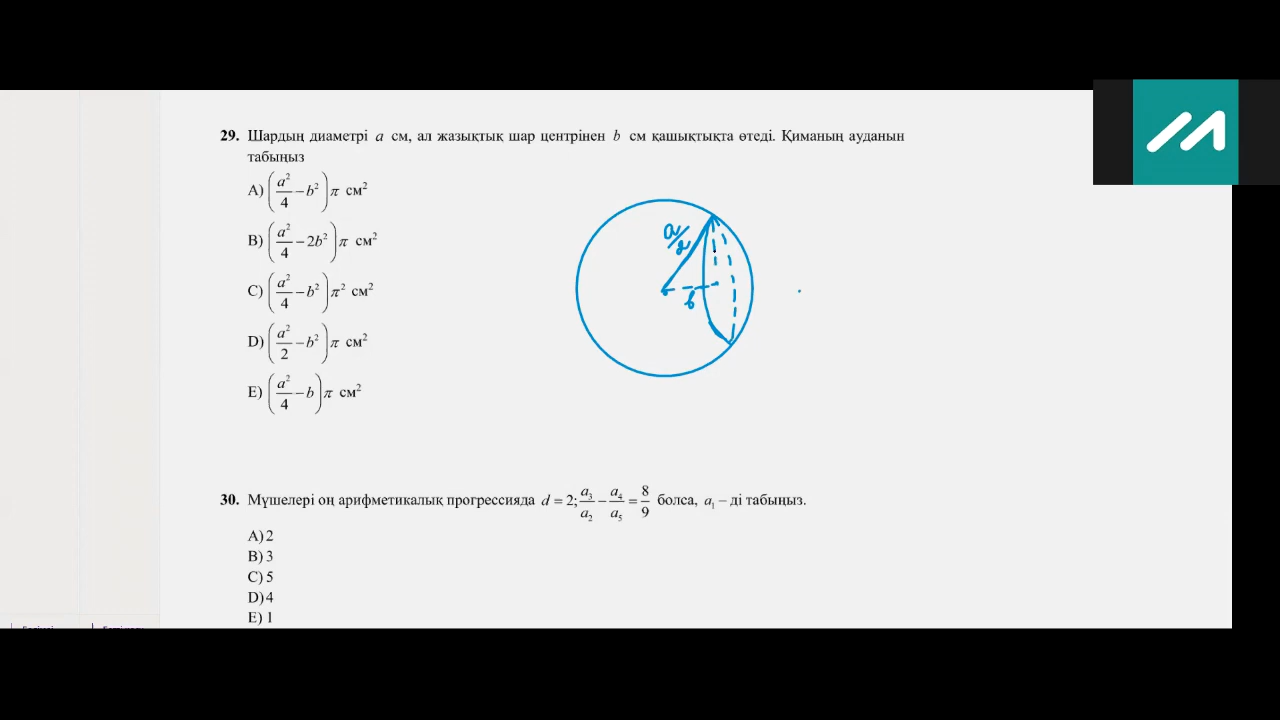 29. Шардың диаметрі a см, ал жазықтық шар центрінен b см қашықтықта өтеді. Қиманың ауданын
табыңыз
A) (a²/4 − b²)π см²
B) (a²/4 − 2b²)π см²
C) (a²/4 − b²)π² см²
D) (a²/2 − b²)π см²
E) (a²/4 − b)π см²
a/2
b
30. Мүшелері оң арифметикалық прогрессияда d = 2; a₃/a₂ − a₄/a₅ = 8/9 болса, a₁ – ді табыңыз.
A) 2
B) 3
C) 5
D) 4
E) 1